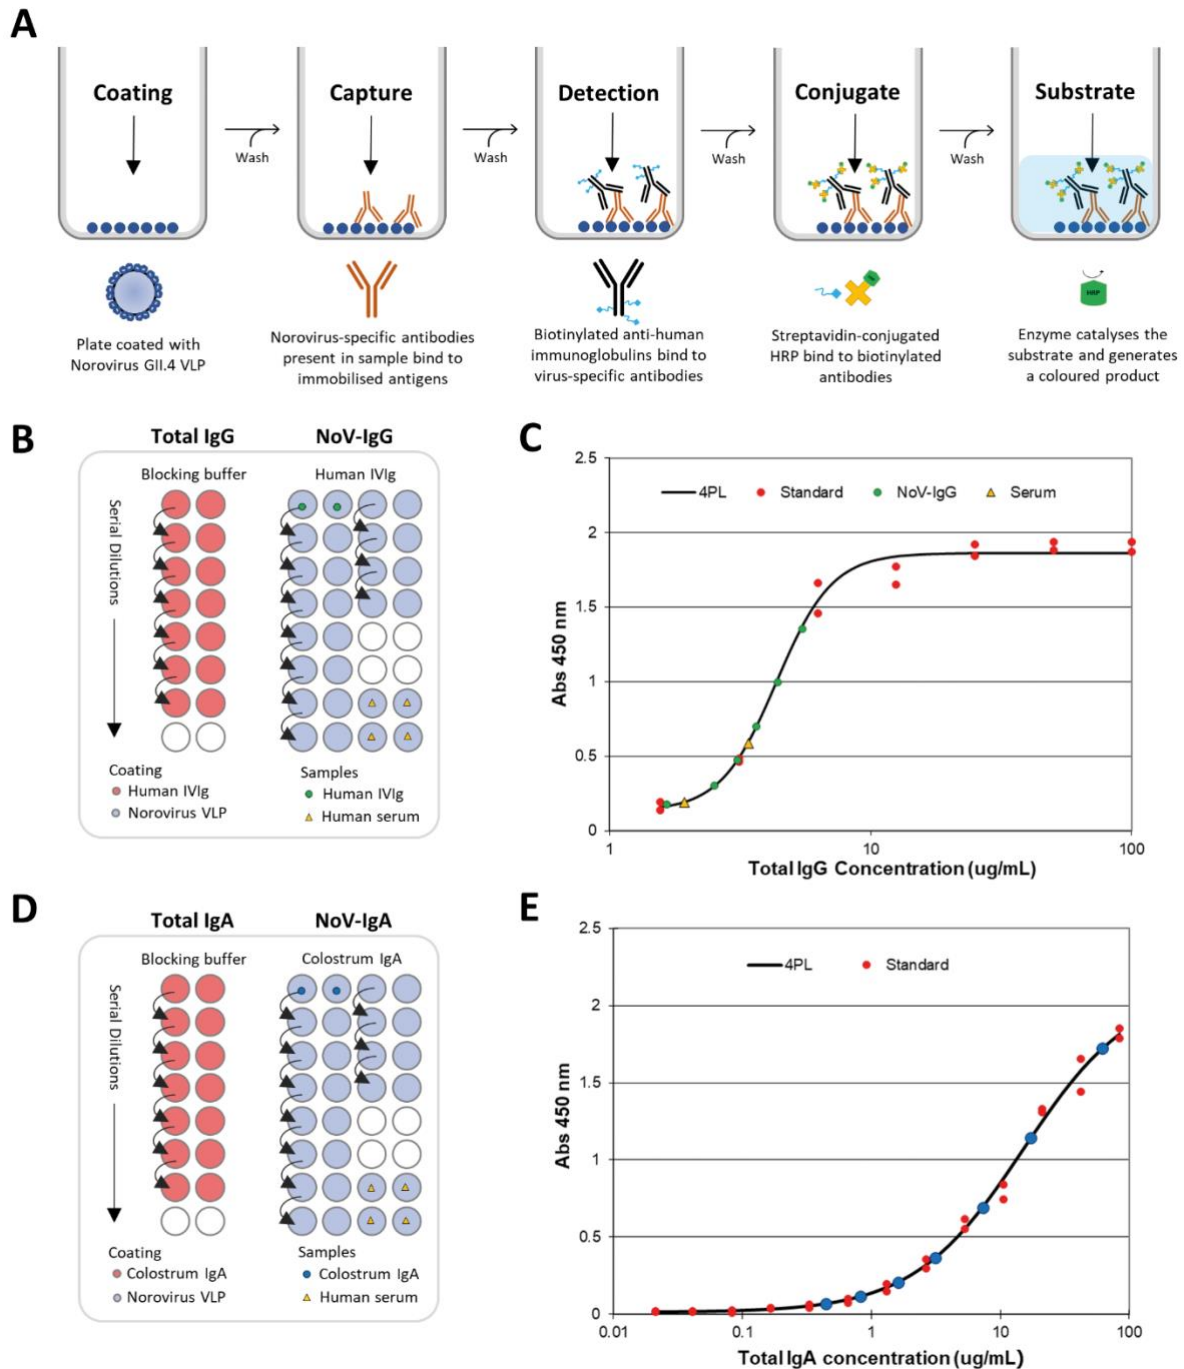 A
Coating
Capture
Detection
Conjugate
Substrate
Wash
Wash
Wash
Wash
HRP
Plate coated with
Norovirus GII.4 VLP
Norovirus-specific antibodies
present in sample bind to
immobilised antigens
Biotinylated anti-human
immunoglobulins bind to
virus-specific antibodies
Streptavidin-conjugated
HRP bind to biotinylated
antibodies
Enzyme catalyses the
substrate and generates
a coloured product
B
Total IgG
NoV-IgG
Blocking buffer
Human IVIg
Serial Dilutions
Coating
Human IVIg
Norovirus VLP
Samples
Human IVIg
Human serum
C
2.5
2
1.5
1
0.5
0
Abs 450 nm
4PL
Standard
NoV-IgG
Serum
1
10
100
Total IgG Concentration (ug/mL)
D
Total IgA
NoV-IgA
Blocking buffer
Colostrum IgA
Serial Dilutions
Coating
Colostrum IgA
Norovirus VLP
Samples
Colostrum IgA
Human serum
E
2.5
2
1.5
1
0.5
0
Abs 450 nm
4PL
Standard
0.01
0.1
1
10
100
Total IgA concentration (ug/mL)